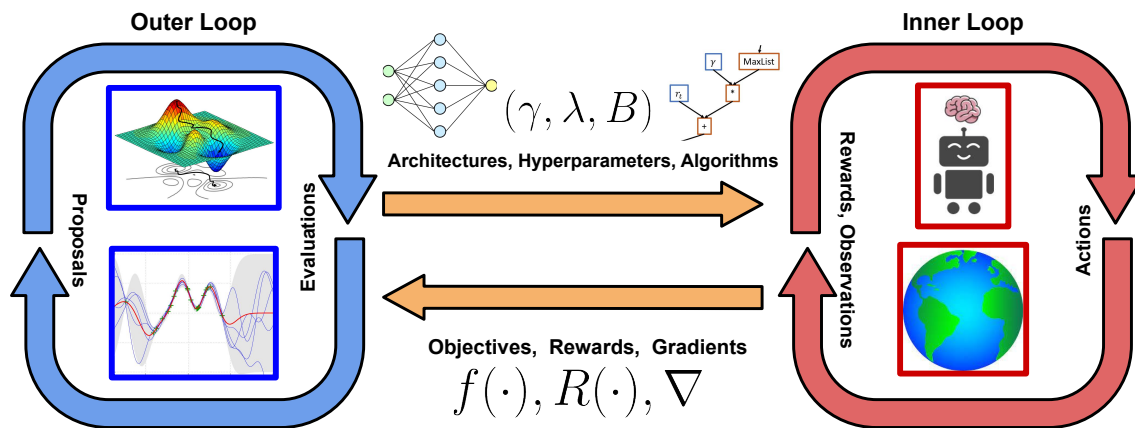 Outer Loop
Inner Loop
Proposals
Evaluations
γ
MaxList
r_t
*
+
(γ, λ, B)
Architectures, Hyperparameters, Algorithms
Objectives, Rewards, Gradients
f(·), R(·), ∇
Rewards, Observations
Actions